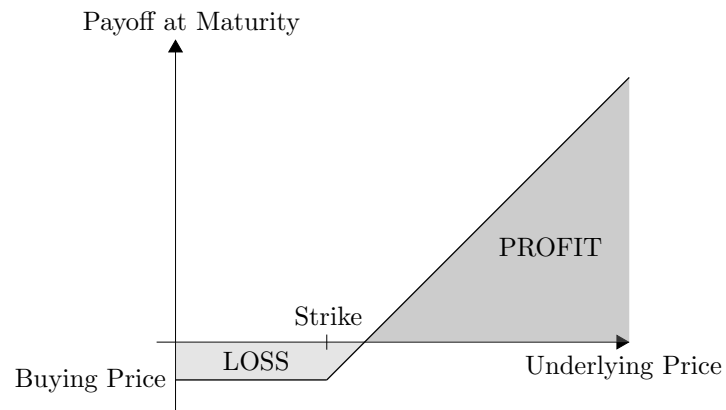 Payoff at Maturity
PROFIT
Strike
LOSS
Underlying Price
Buying Price